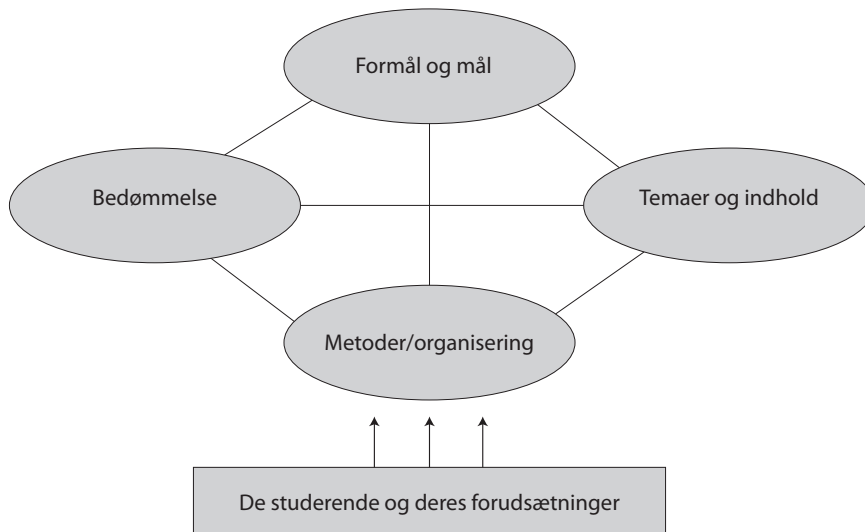 Formål og mål
Bedømmelse
Temaer og indhold
Metoder/organisering
De studerende og deres forudsætninger